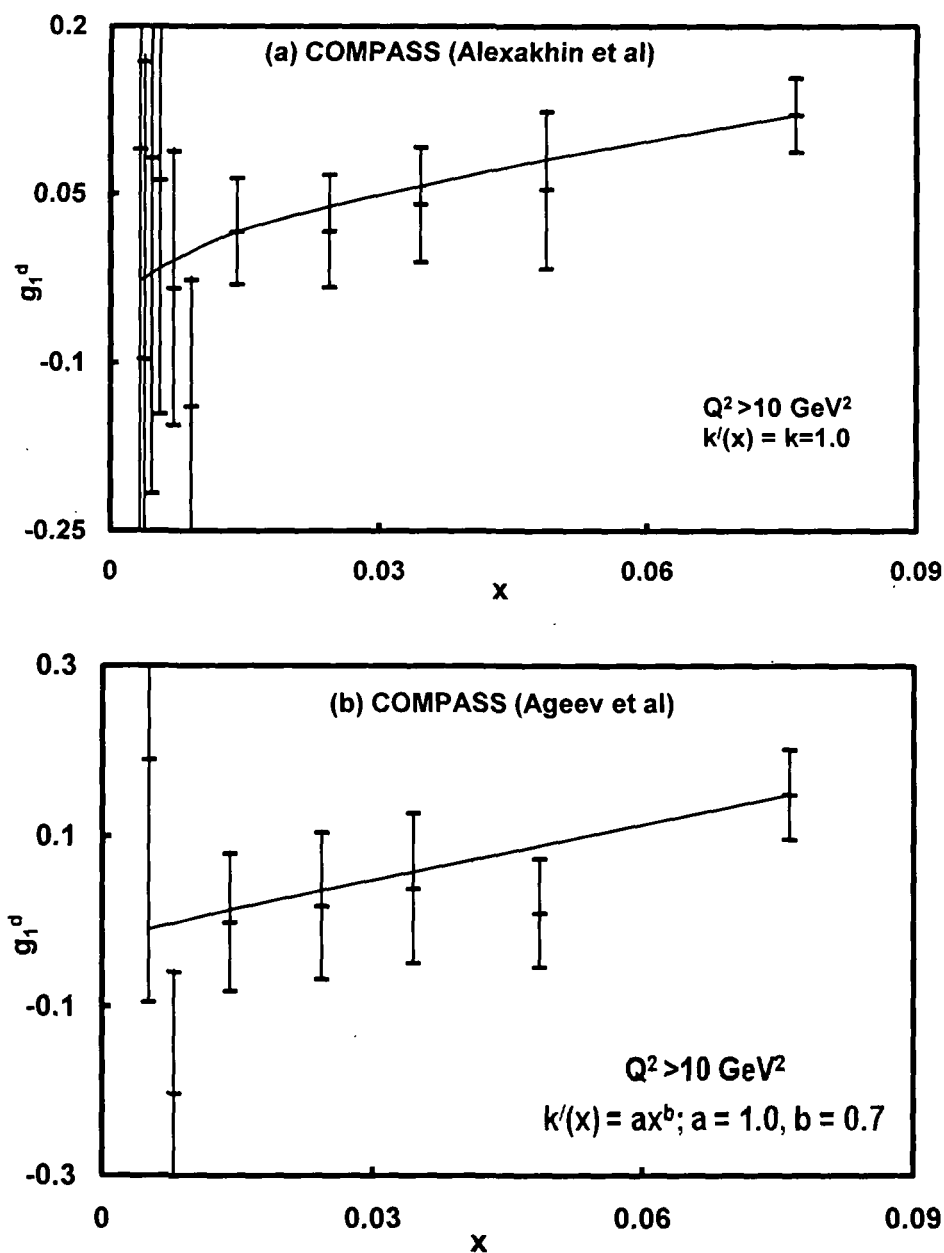 (a) COMPASS (Alexakhin et al)
0.2
0.05
-0.1
-0.25
g₁ᵈ
Q² >10 GeV²
k′(x) = k=1.0
0 0.03 0.06 0.09
x
(b) COMPASS (Ageev et al)
0.3
0.1
-0.1
-0.3
g₁ᵈ
Q² >10 GeV²
k′(x) = axᵇ; a = 1.0, b = 0.7
0 0.03 0.06 0.09
x